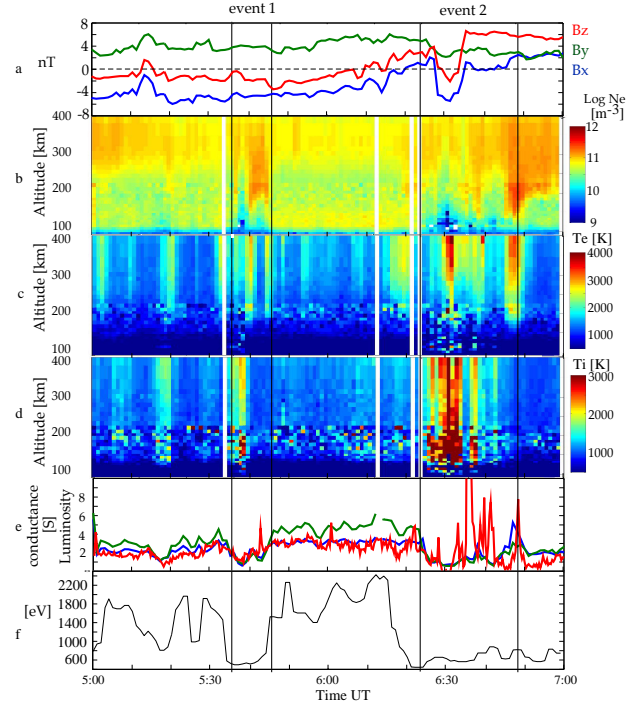 event 1 event 2
8
4
0
-4
-8
a nT
Bz
By
Bx
Log Ne
[m-3]
400
300
200
100
b Altitude [km]
12
11
10
9
Te [K]
400
300
200
100
c Altitude [km]
4000
3000
2000
1000
Ti [K]
400
300
200
100
d Altitude [km]
3000
2000
1000
8
6
4
2
e conductance
[S]
Luminosity
2200
1800
1400
1000
600
f [eV]
5:00 5:30 6:00 6:30 7:00
Time UT